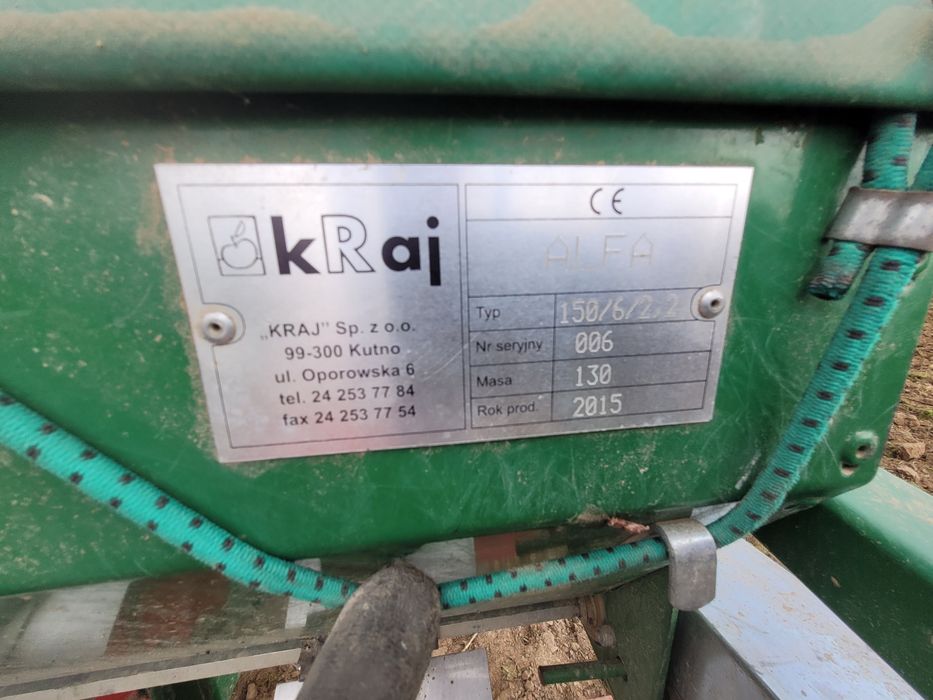 kRaj
„KRAJ" Sp. z o.o.
99-300 Kutno
ul. Oporowska 6
tel. 24 253 77 84
fax 24 253 77 54
CE
ALFA
Typ 150/6/2,2
Nr seryjny 006
Masa 130
Rok prod. 2015